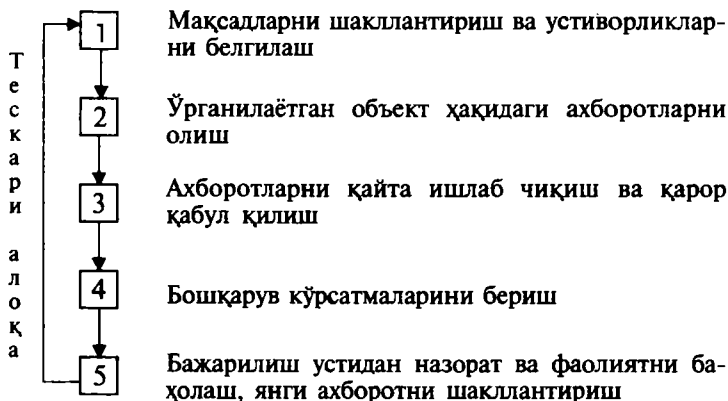 Тескари алоқа
1 Мақсадларни шакллантириш ва устиворликлар-
ни белгилаш
2 Ўрганилаётган объект ҳақидаги ахборотларни
олиш
3 Ахборотларни қайта ишлаб чиқиш ва қарор
қабул қилиш
4 Бошқарув кўрсатмаларини бериш
5 Бажарилиш устидан назорат ва фаолиятни ба-
ҳолаш, янги ахборотни шакллантириш